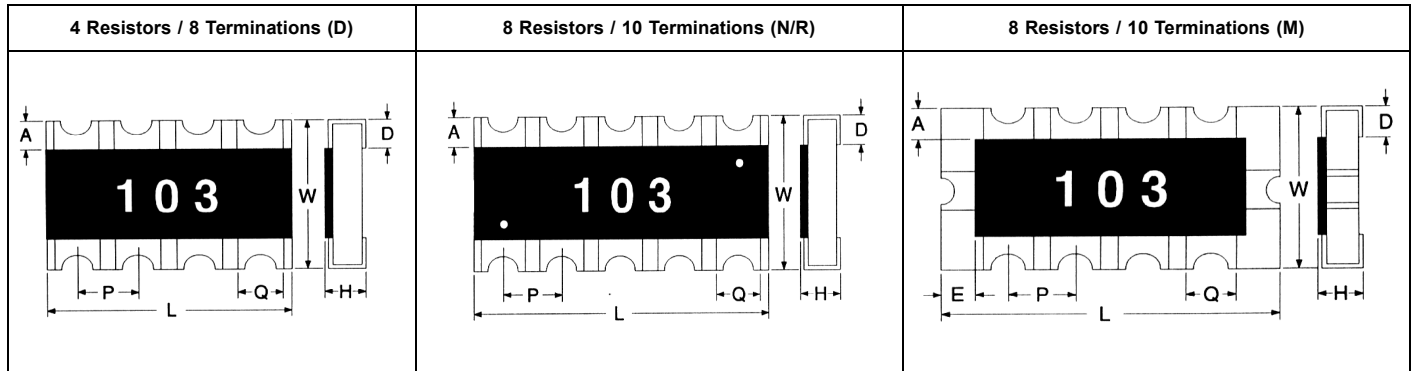 4 Resistors / 8 Terminations (D)
A
103
W
D
P
Q
H
L
8 Resistors / 10 Terminations (N/R)
A
103
W
D
P
Q
H
L
8 Resistors / 10 Terminations (M)
A
103
W
D
E
P
Q
H
L